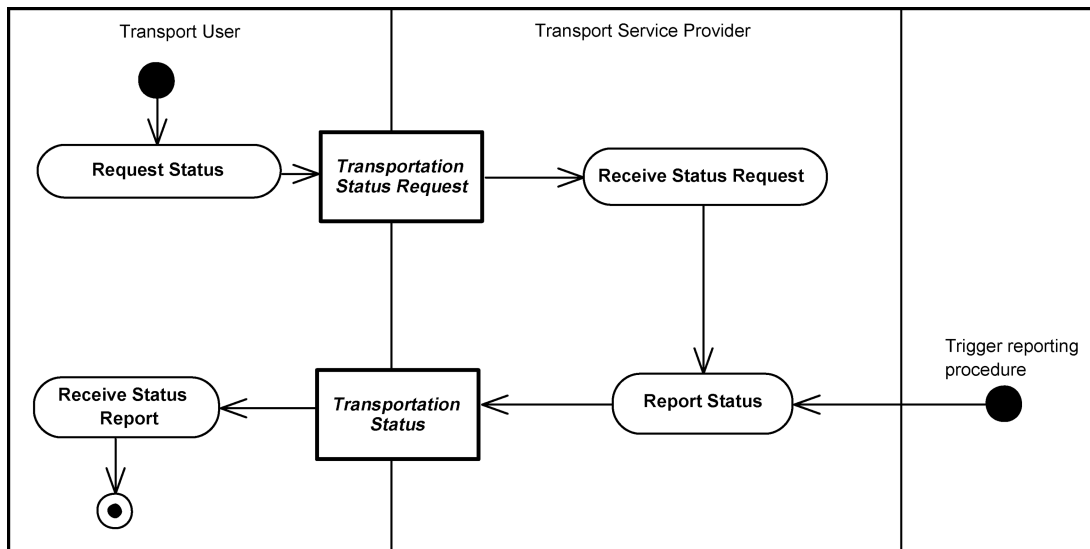 Transport User
Transport Service Provider
Request Status
Transportation
Status Request
Receive Status Request
Trigger reporting
procedure
Receive Status
Report
Transportation
Status
Report Status